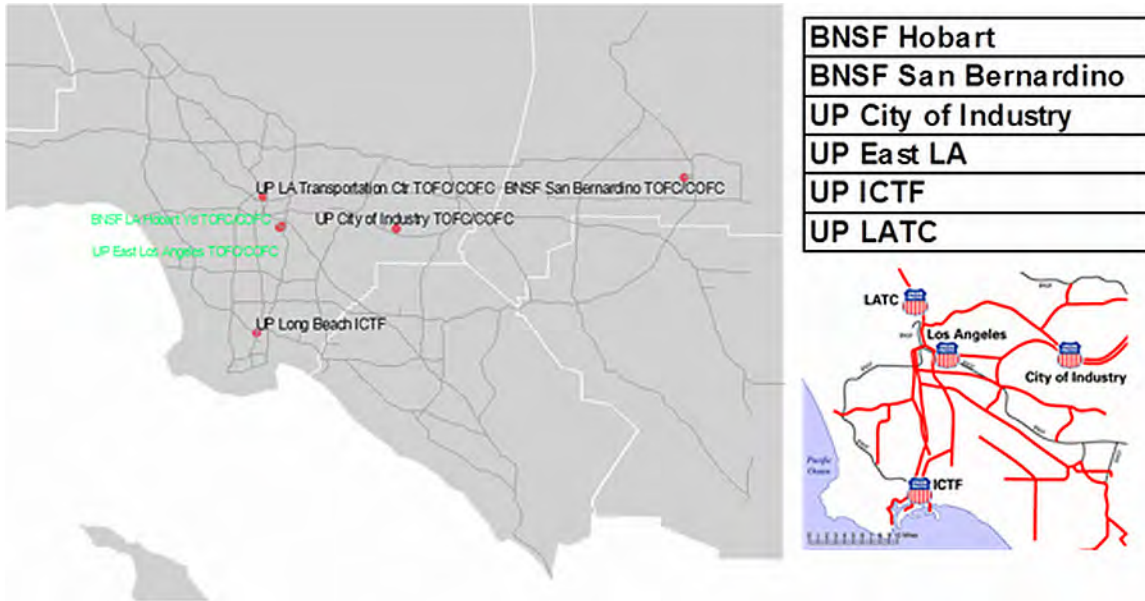 UP LA Transportation Ctr TOFC/COFC
BNSF San Bernardino TOFC/COFC
BNSF LA Hobart Yd TOFC/COFC
UP City of Industry TOFC/COFC
UP East Los Angeles TOFC/COFC
UP Long Beach ICTF
BNSF Hobart
BNSF San Bernardino
UP City of Industry
UP East LA
UP ICTF
UP LATC
LATC
Los Angeles
City of Industry
Pacific
Ocean
ICTF